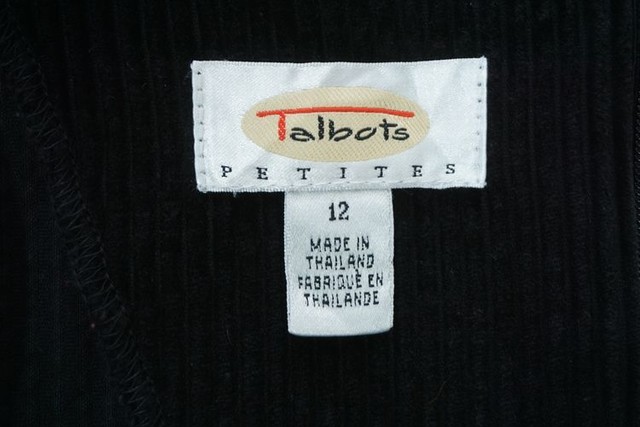 Talbots
PETITES
12
MADE IN
THAILAND
FABRIQUÉ EN
THAILANDE